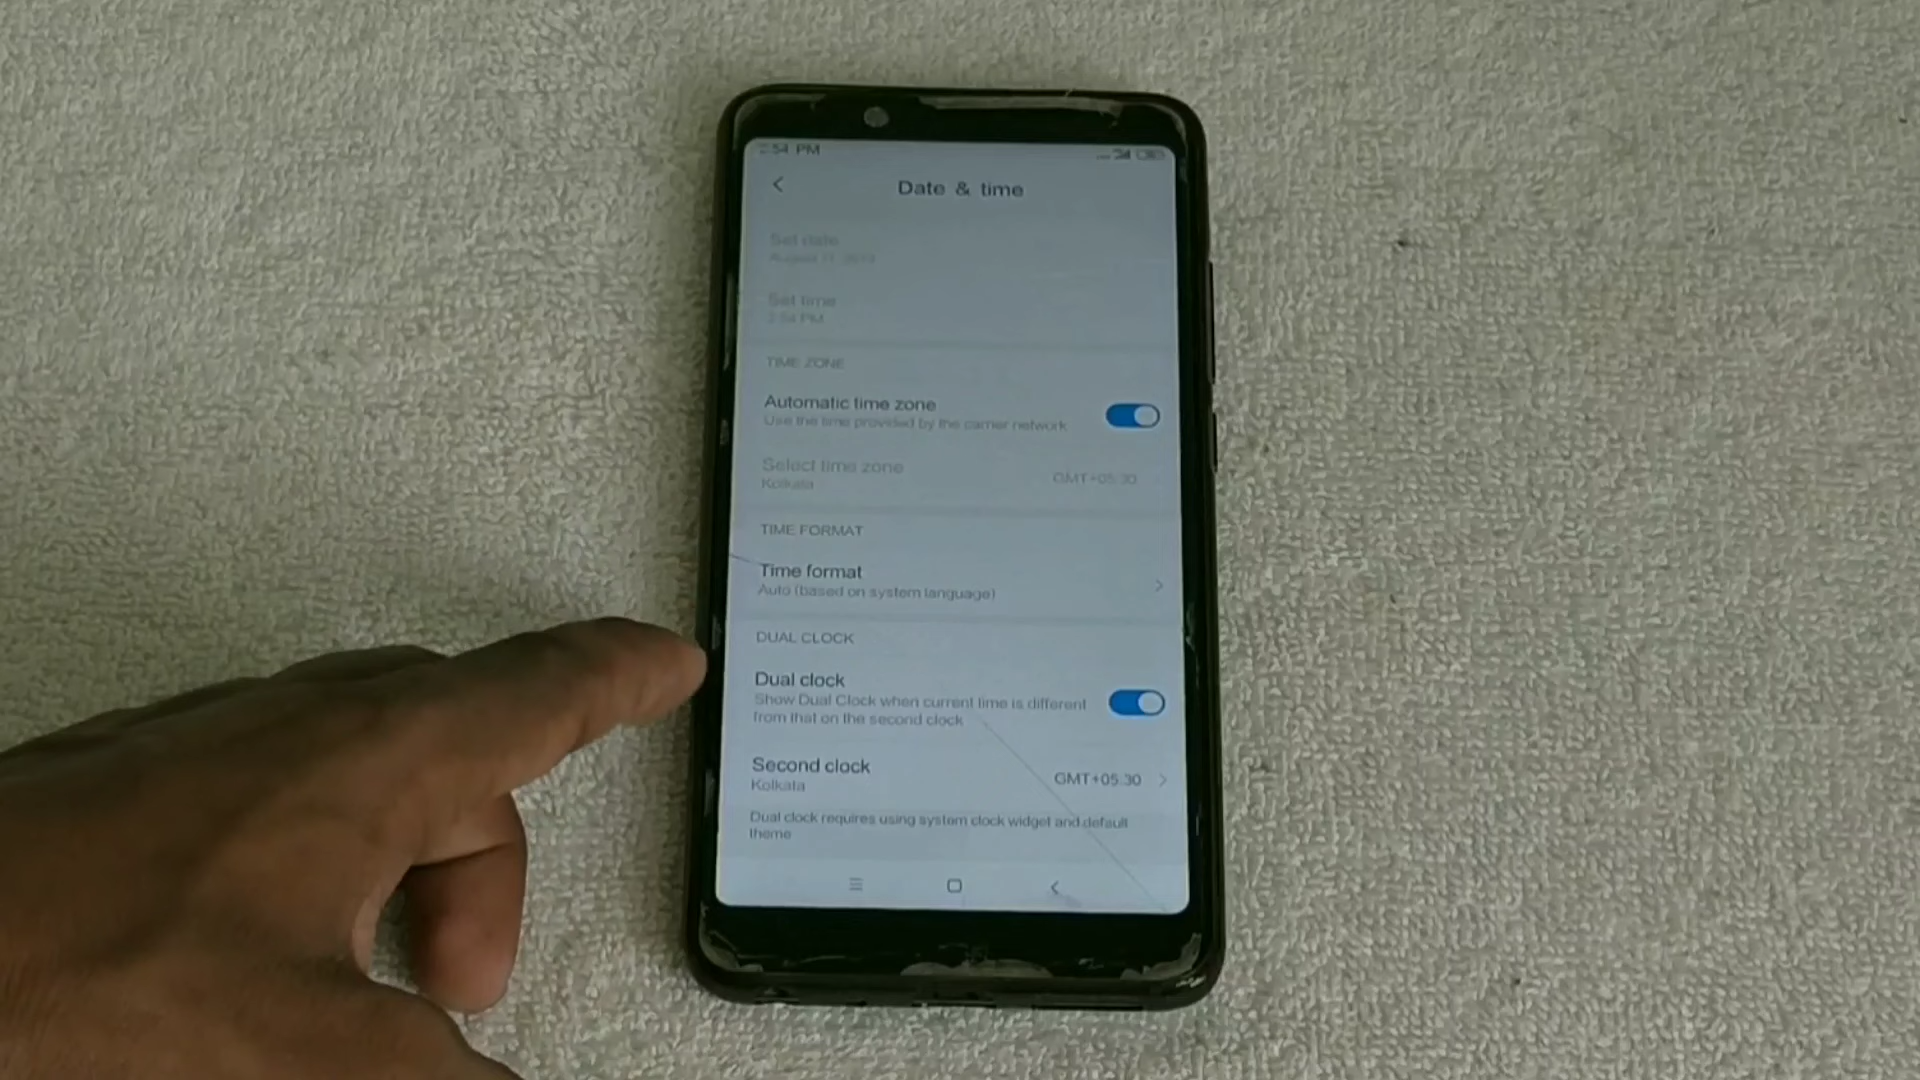 2:54 PM
Date & time
Set date
August 11, 2019
Set time
2:54 PM
TIME ZONE
Automatic time zone
Use the time provided by the carrier network
Select time zone
Kolkata
GMT+05:30
TIME FORMAT
Time format
Auto (based on system language)
DUAL CLOCK
Dual clock
Show Dual Clock when current time is different
from that on the second clock
Second clock
Kolkata
GMT+05:30
Dual clock requires using system clock widget and default
theme